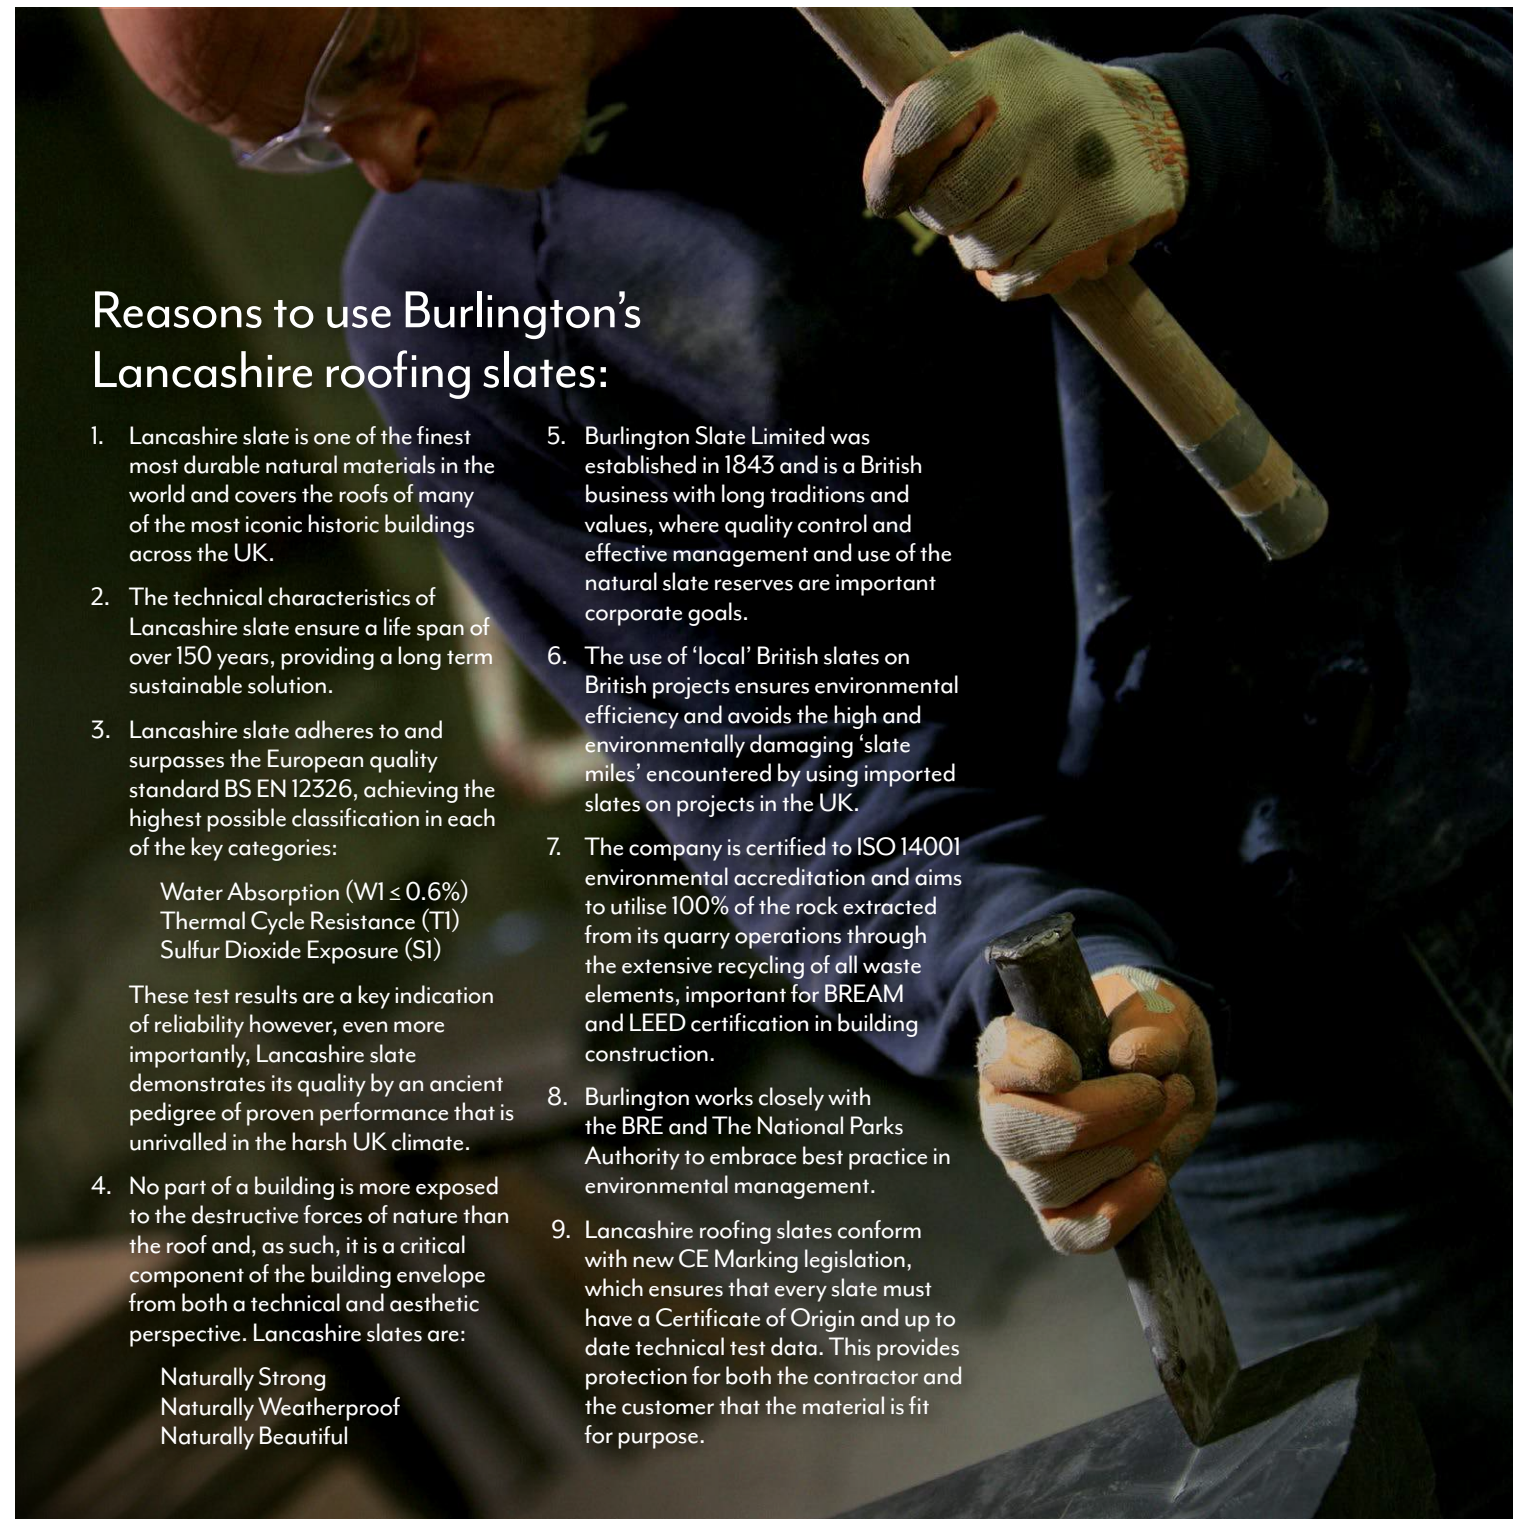 Reasons to use Burlington’s
Lancashire roofing slates:
1. Lancashire slate is one of the finest
most durable natural materials in the
world and covers the roofs of many
of the most iconic historic buildings
across the UK.
2. The technical characteristics of
Lancashire slate ensure a life span of
over 150 years, providing a long term
sustainable solution.
3. Lancashire slate adheres to and
surpasses the European quality
standard BS EN 12326, achieving the
highest possible classification in each
of the key categories:
Water Absorption (W1 ≤ 0.6%)
Thermal Cycle Resistance (T1)
Sulfur Dioxide Exposure (S1)
These test results are a key indication
of reliability however, even more
importantly, Lancashire slate
demonstrates its quality by an ancient
pedigree of proven performance that is
unrivalled in the harsh UK climate.
4. No part of a building is more exposed
to the destructive forces of nature than
the roof and, as such, it is a critical
component of the building envelope
from both a technical and aesthetic
perspective. Lancashire slates are:
Naturally Strong
Naturally Weatherproof
Naturally Beautiful
5. Burlington Slate Limited was
established in 1843 and is a British
business with long traditions and
values, where quality control and
effective management and use of the
natural slate reserves are important
corporate goals.
6. The use of ‘local’ British slates on
British projects ensures environmental
efficiency and avoids the high and
environmentally damaging ‘slate
miles’ encountered by using imported
slates on projects in the UK.
7. The company is certified to ISO 14001
environmental accreditation and aims
to utilise 100% of the rock extracted
from its quarry operations through
the extensive recycling of all waste
elements, important for BREAM
and LEED certification in building
construction.
8. Burlington works closely with
the BRE and The National Parks
Authority to embrace best practice in
environmental management.
9. Lancashire roofing slates conform
with new CE Marking legislation,
which ensures that every slate must
have a Certificate of Origin and up to
date technical test data. This provides
protection for both the contractor and
the customer that the material is fit
for purpose.